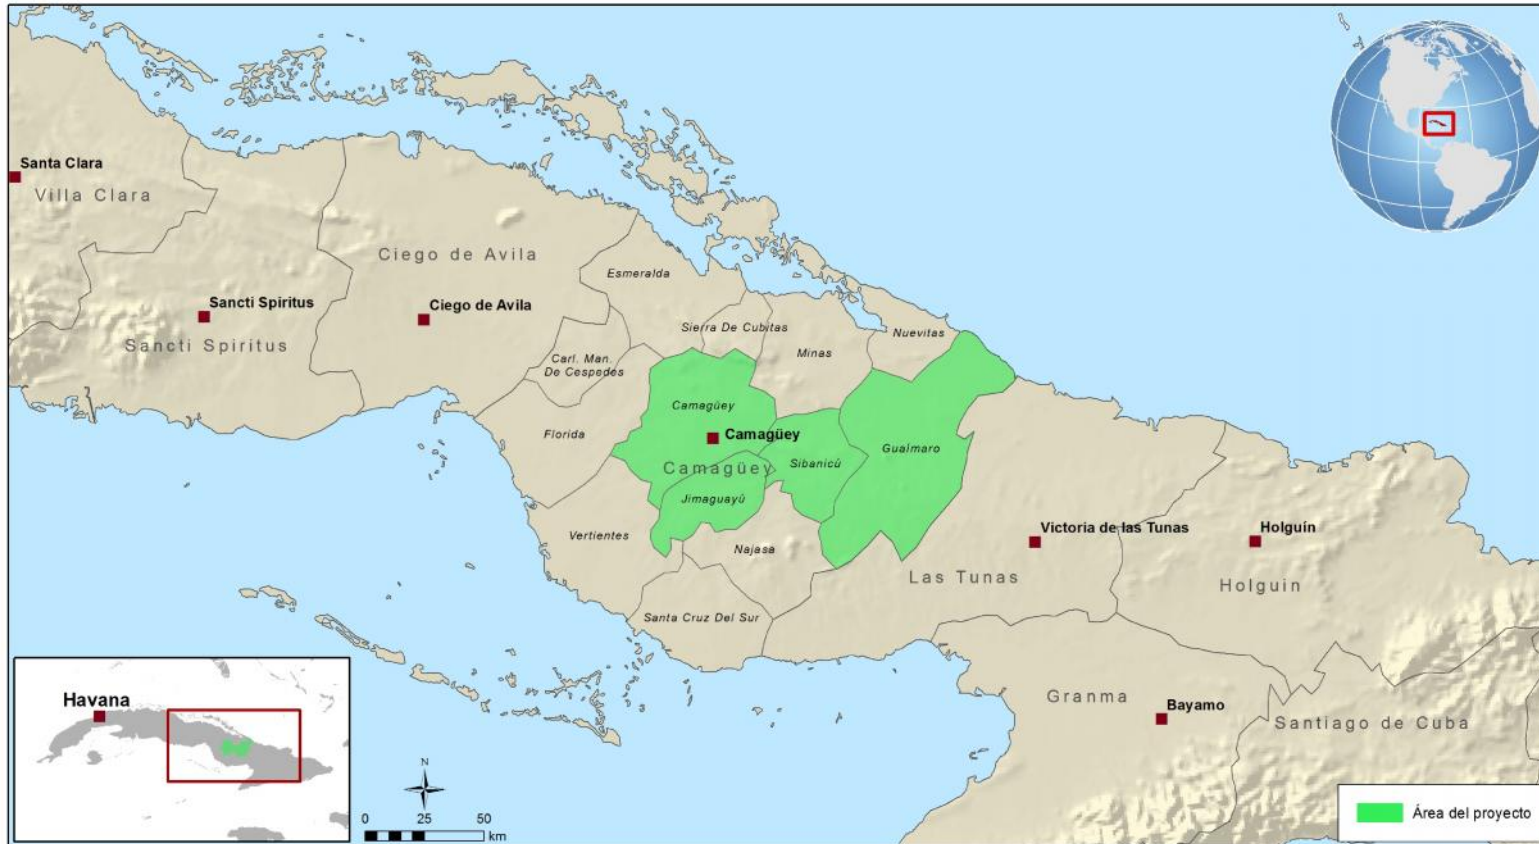 Santa Clara
Villa Clara
Ciego de Avila
Esmeralda
Sancti Spiritus
Ciego de Avila
Sancti Spiritus
Sierra De Cubitas
Nuevitas
Minas
Carl. Man.
De Cespedes
Camagüey
Florida
Camagüey
Gualmaro
Camagüey
Sibanicú
Jimaguayú
Vertientes
Najasa
Victoria de las Tunas
Holguín
Las Tunas
Holguin
Santa Cruz Del Sur
Havana
Granma
Bayamo
Santiago de Cuba
N
0 25 50
km
Área del proyecto